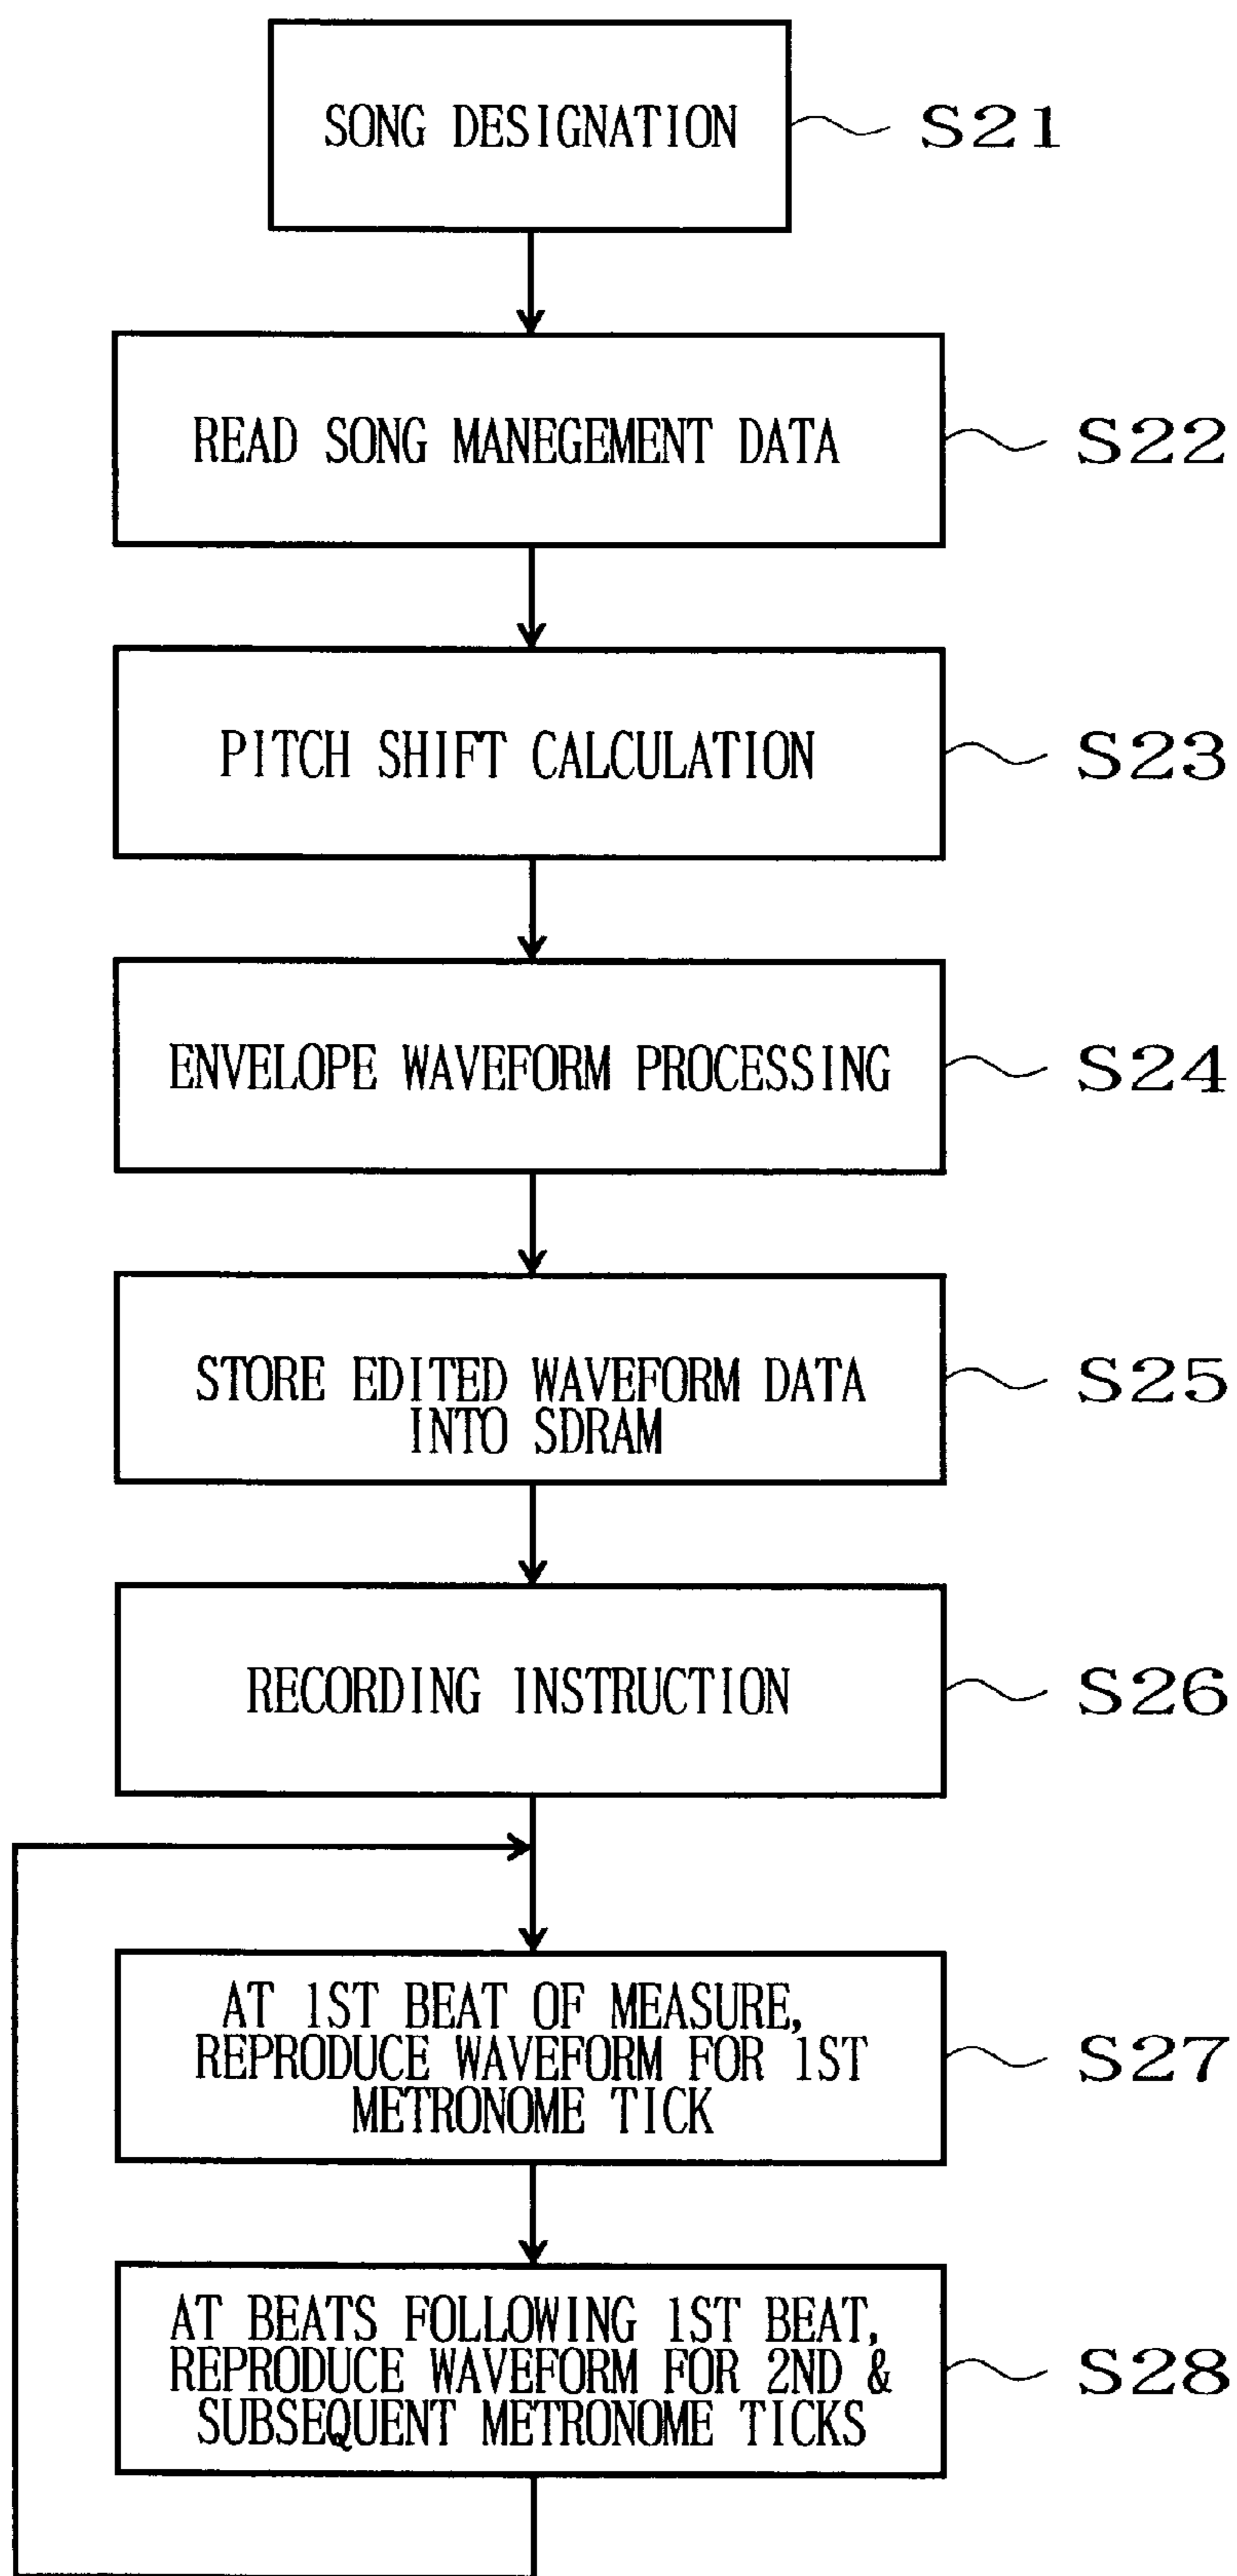 SONG DESIGNATION
S21
READ SONG MANEGEMENT DATA
S22
PITCH SHIFT CALCULATION
S23
ENVELOPE WAVEFORM PROCESSING
S24
STORE EDITED WAVEFORM DATA
INTO SDRAM
S25
RECORDING INSTRUCTION
S26
AT 1ST BEAT OF MEASURE,
REPRODUCE WAVEFORM FOR 1ST
METRONOME TICK
S27
AT BEATS FOLLOWING 1ST BEAT,
REPRODUCE WAVEFORM FOR 2ND &
SUBSEQUENT METRONOME TICKS
S28